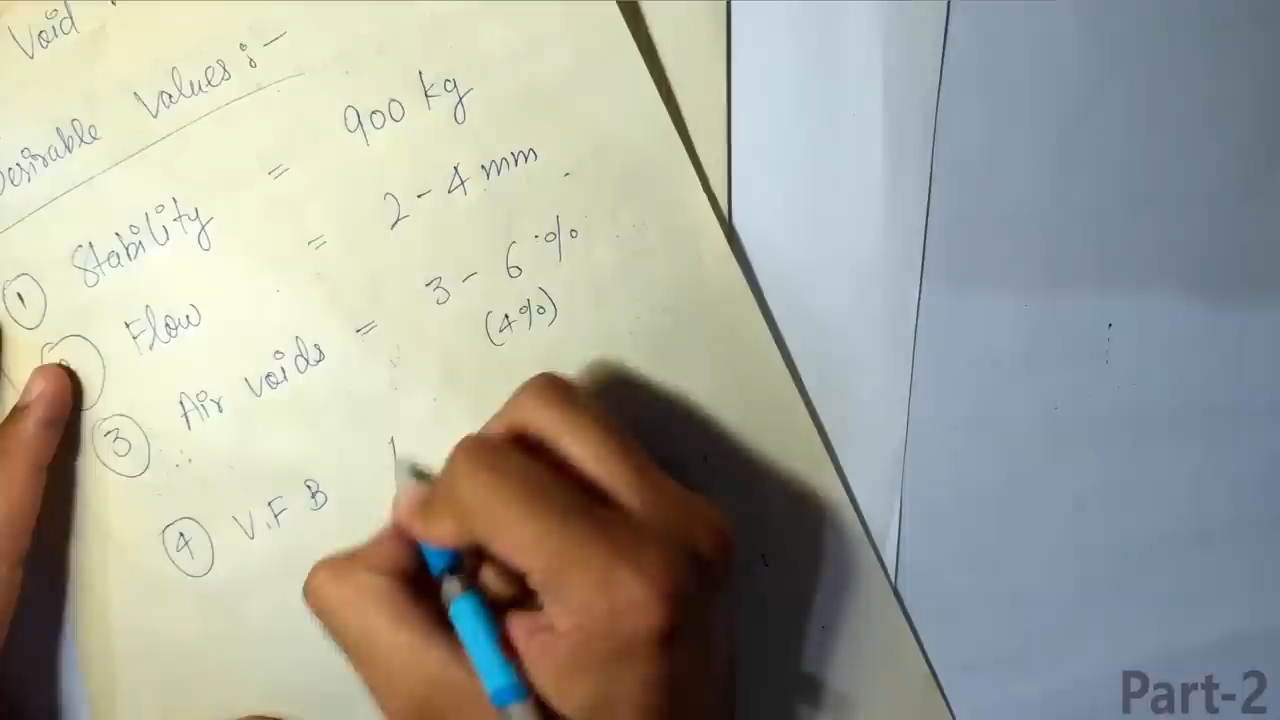 Void
Desirable values :-
① Stability = 900 kg
Flow = 2 - 4 mm
③ Air voids = 3 - 6 %
(4%)
④ V.F B
Part-2